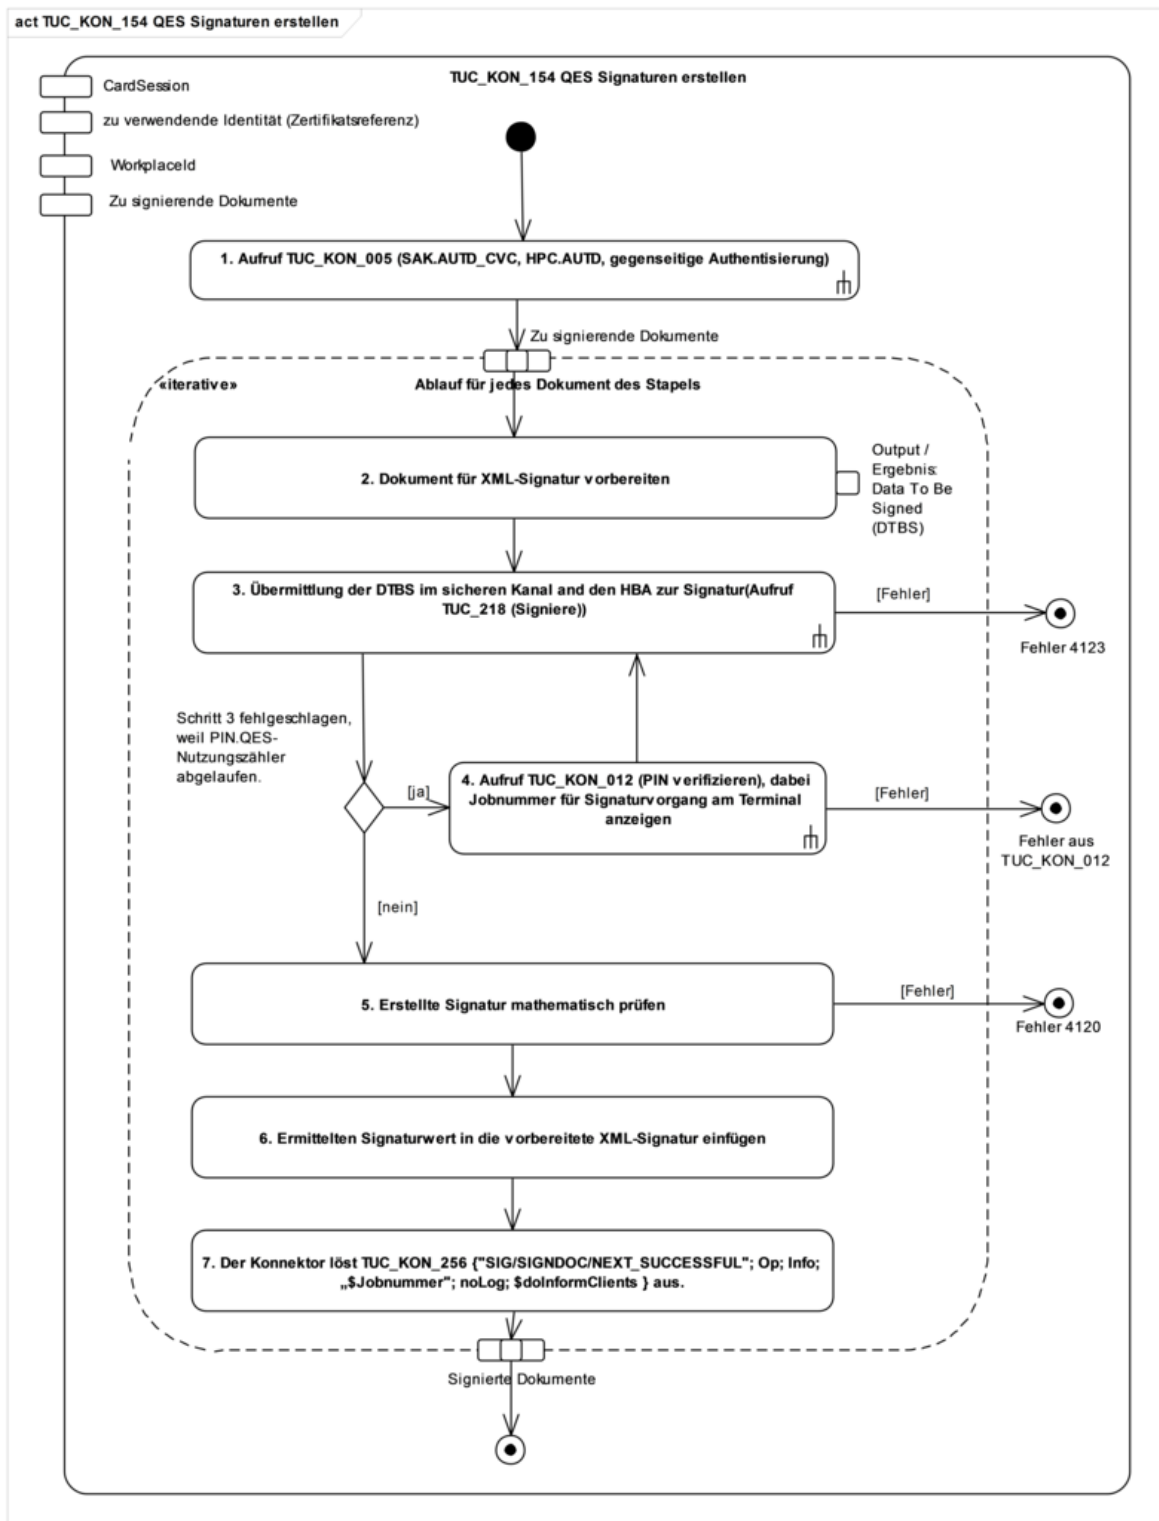 act TUC_KON_154 QES Signaturen erstellen
TUC_KON_154 QES Signaturen erstellen
CardSession
zu verwendende Identität (Zertifikatsreferenz)
WorkplaceId
Zu signierende Dokumente
1. Aufruf TUC_KON_005 (SAK.AUTD_CVC, HPC.AUTD, gegenseitige Authentisierung)
Zu signierende Dokumente
«iterative»
Ablauf für jedes Dokument des Stapels
2. Dokument für XML-Signatur vorbereiten
Output /
Ergebnis:
Data To Be
Signed
(DTBS)
3. Übermittlung der DTBS im sicheren Kanal and den HBA zur Signatur(Aufruf
TUC_218 (Signiere))
[Fehler]
Fehler 4123
Schritt 3 fehlgeschlagen,
weil PIN.QES-
Nutzungszähler
abgelaufen.
[ja]
4. Aufruf TUC_KON_012 (PIN verifizieren), dabei
Jobnummer für Signaturvorgang am Terminal
anzeigen
[Fehler]
Fehler aus
TUC_KON_012
[nein]
5. Erstellte Signatur mathematisch prüfen
[Fehler]
Fehler 4120
6. Ermittelten Signaturwert in die vorbereitete XML-Signatur einfügen
7. Der Konnektor löst TUC_KON_256 {"SIG/SIGNDOC/NEXT_SUCCESSFUL"; Op; Info;
„$Jobnummer"; noLog; $doInformClients } aus.
Signierte Dokumente